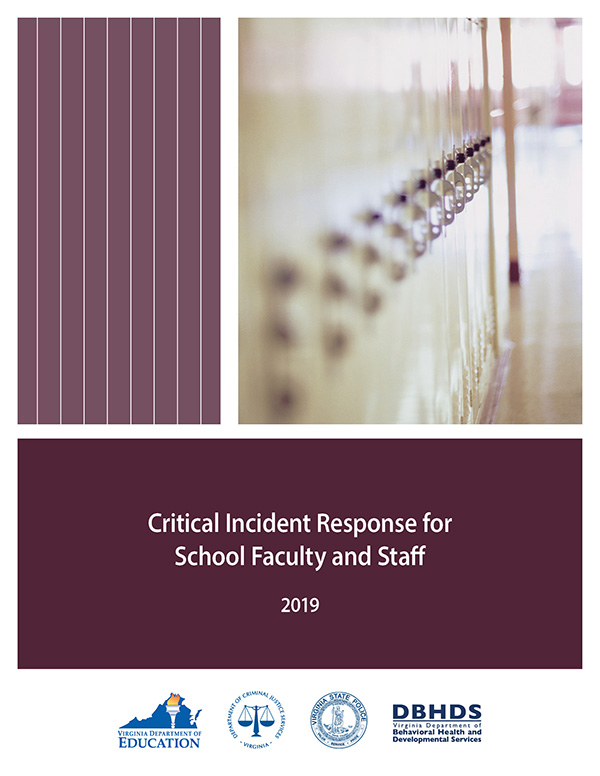 Critical Incident Response for
School Faculty and Staff
2019
VIRGINIA DEPARTMENT OF
EDUCATION
DEPARTMENT OF CRIMINAL JUSTICE SERVICES
VIRGINIA
VIRGINIA STATE POLICE
DBHDS
Virginia Department of
Behavioral Health and
Developmental Services